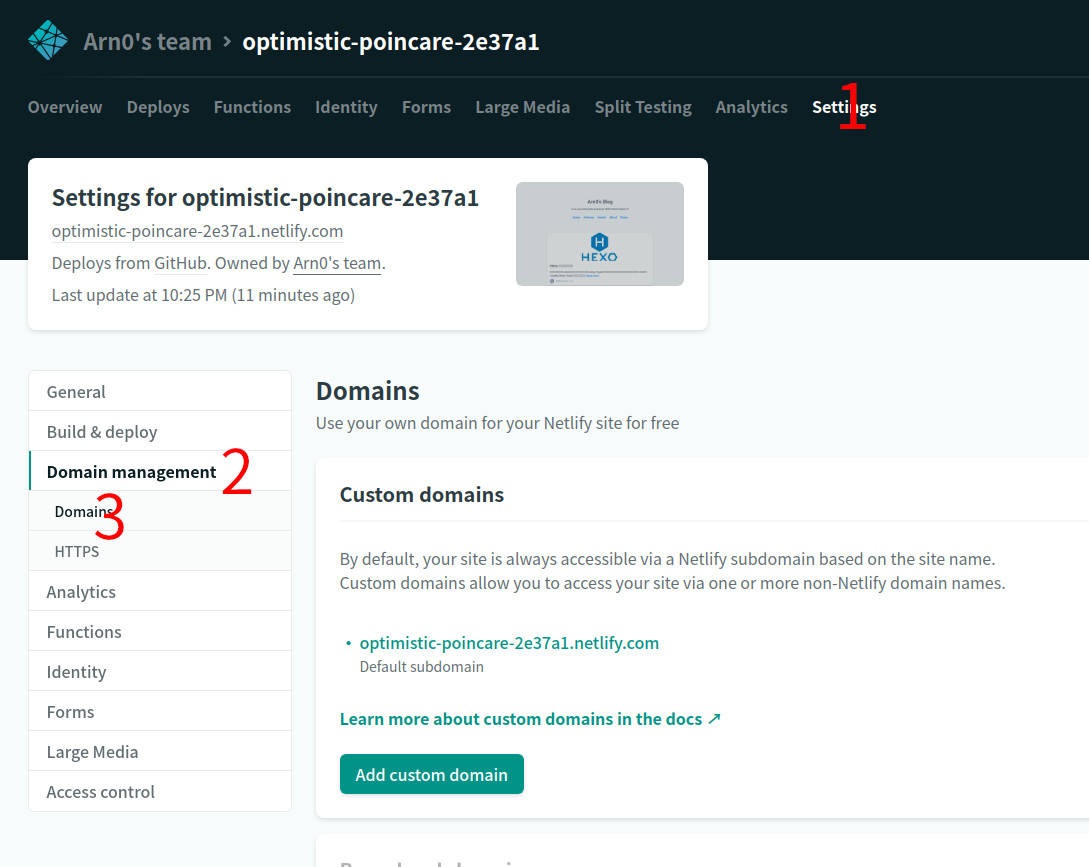 Arn0's team > optimistic-poincare-2e37a1
Overview Deploys Functions Identity Forms Large Media Split Testing Analytics Settings
1
Settings for optimistic-poincare-2e37a1
optimistic-poincare-2e37a1.netlify.com
Deploys from GitHub. Owned by Arn0's team.
Last update at 10:25 PM (11 minutes ago)
Arn0's Blog
HEXO
General
Build & deploy
Domain management 2
Domains 3
HTTPS
Analytics
Functions
Identity
Forms
Large Media
Access control
Domains
Use your own domain for your Netlify site for free
Custom domains
By default, your site is always accessible via a Netlify subdomain based on the site name.
Custom domains allow you to access your site via one or more non-Netlify domain names.
• optimistic-poincare-2e37a1.netlify.com
Default subdomain
Learn more about custom domains in the docs ↗
Add custom domain